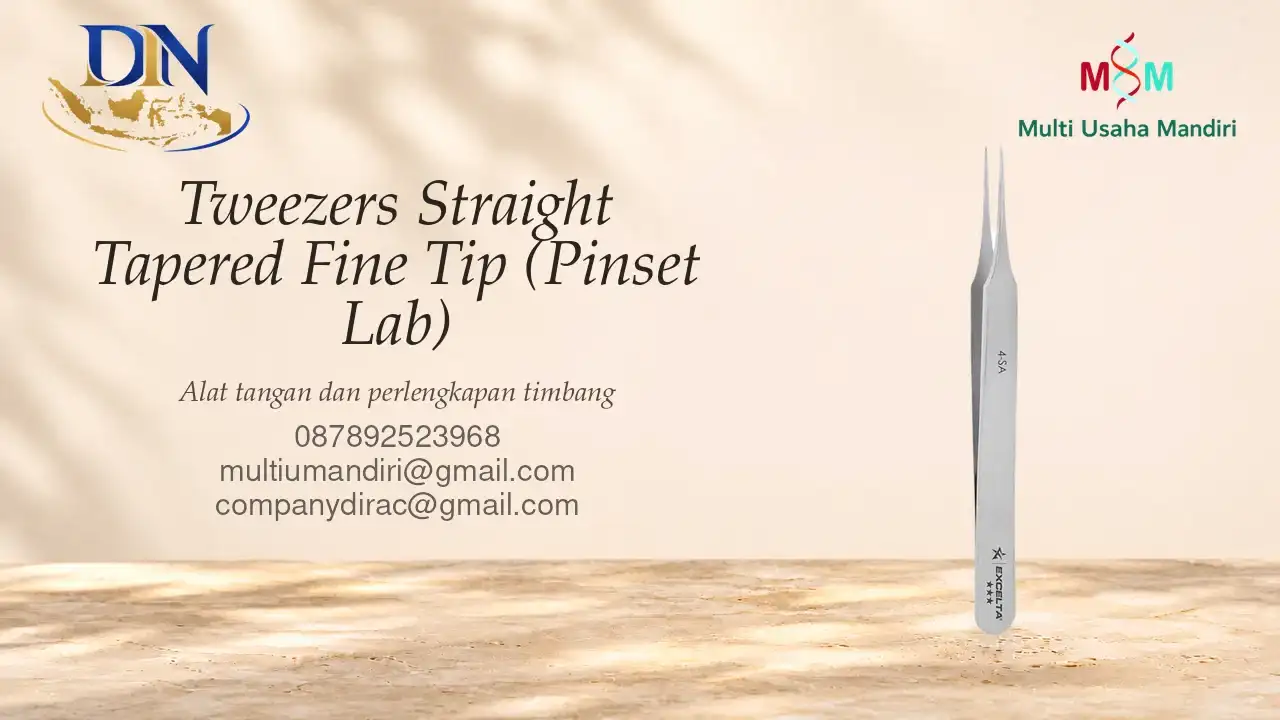 DIN
M M
Multi Usaha Mandiri
Tweezers Straight
Tapered Fine Tip (Pinset
Lab)
Alat tangan dan perlengkapan timbang
087892523968
multiumandiri@gmail.com
companydirac@gmail.com
4-SA
EXCELTA
★★★